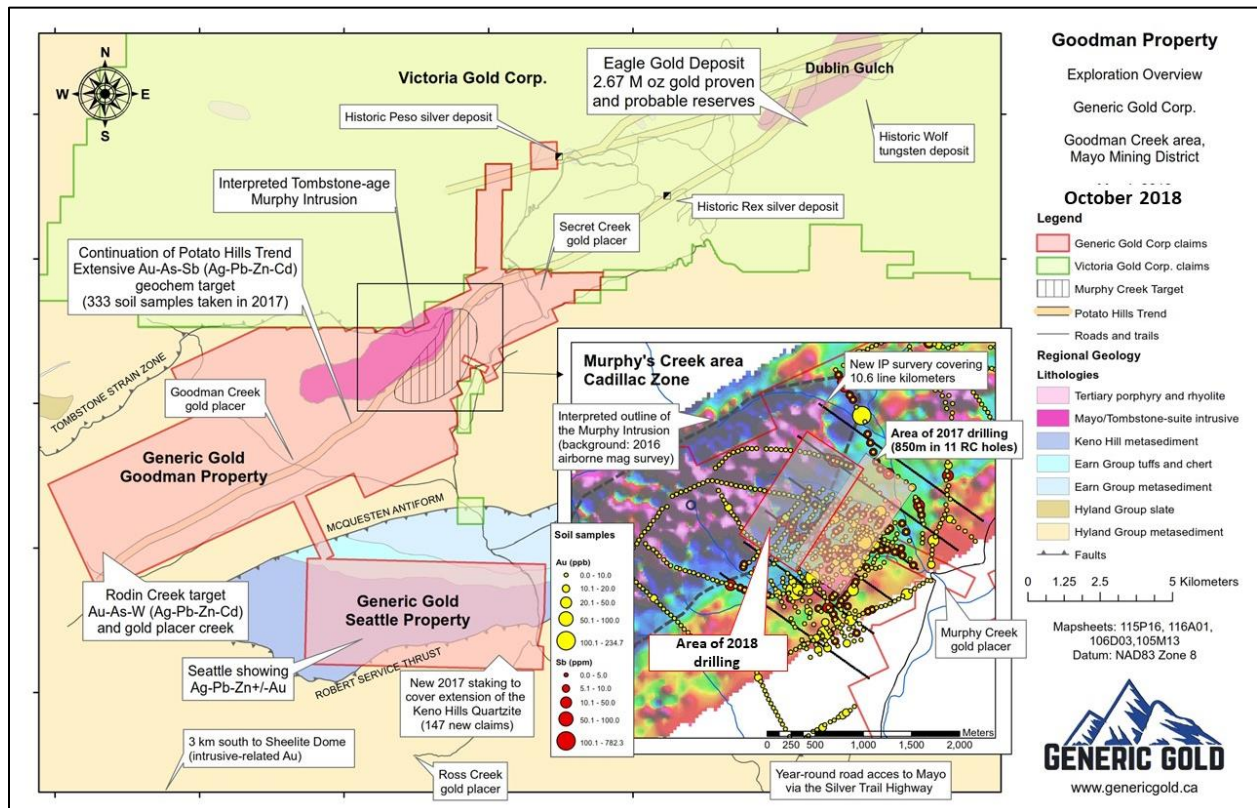 N
W
E
S
Victoria Gold Corp.
Eagle Gold Deposit
2.67 M oz gold proven
and probable reserves
Dublin Gulch
Historic Peso silver deposit
Historic Wolf
tungsten deposit
Interpreted Tombstone-age
Murphy Intrusion
Historic Rex silver deposit
Secret Creek
gold placer
Continuation of Potato Hills Trend
Extensive Au-As-Sb (Ag-Pb-Zn-Cd)
geochem target
(333 soil samples taken in 2017)
TOMBSTONE STRAIN ZONE
Goodman Creek
gold placer
Generic Gold
Goodman Property
MCQUESTEN ANTIFORM
Rodin Creek target
Au-As-W (Ag-Pb-Zn-Cd)
and gold placer creek
Generic Gold
Seattle Property
Seattle showing
Ag-Pb-Zn+/-Au
ROBERT SERVICE THRUST
New 2017 staking to
cover extension of the
Keno Hills Quartzite
(147 new claims)
3 km south to Sheelite Dome
(intrusive-related Au)
Ross Creek
gold placer
Murphy's Creek area
Cadillac Zone
New IP survery covering
10.6 line kilometers
Interpreted outline of
the Murphy Intrusion
(background: 2016
airborne mag survey)
Area of 2017 drilling
(850m in 11 RC holes)
Soil samples
Au (ppb)
0.0 - 10.0
10.1 - 20.0
20.1 - 50.0
50.1 - 100.0
100.1 - 234.7
Sb (ppm)
0.0 - 5.0
5.1 - 10.0
10.1 - 50.0
50.1 - 100.0
100.1 - 782.3
Area of 2018
drilling
Murphy Creek
gold placer
Meters
0 250 500 1,000 1,500 2,000
Year-round road acces to Mayo
via the Silver Trail Highway
Goodman Property
Exploration Overview
Generic Gold Corp.
Goodman Creek area,
Mayo Mining District
October 2018
Legend
Generic Gold Corp claims
Victoria Gold Corp. claims
Murphy Creek Target
Potato Hills Trend
Roads and trails
Regional Geology
Lithologies
Tertiary porphyry and rhyolite
Mayo/Tombstone-suite intrusive
Keno Hill metasediment
Earn Group tuffs and chert
Earn Group metasediment
Hyland Group slate
Hyland Group metasediment
Faults
0 1.25 2.5 5 Kilometers
Mapsheets: 115P16, 116A01,
106D03,105M13
Datum: NAD83 Zone 8
GENERIC GOLD
www.genericgold.ca